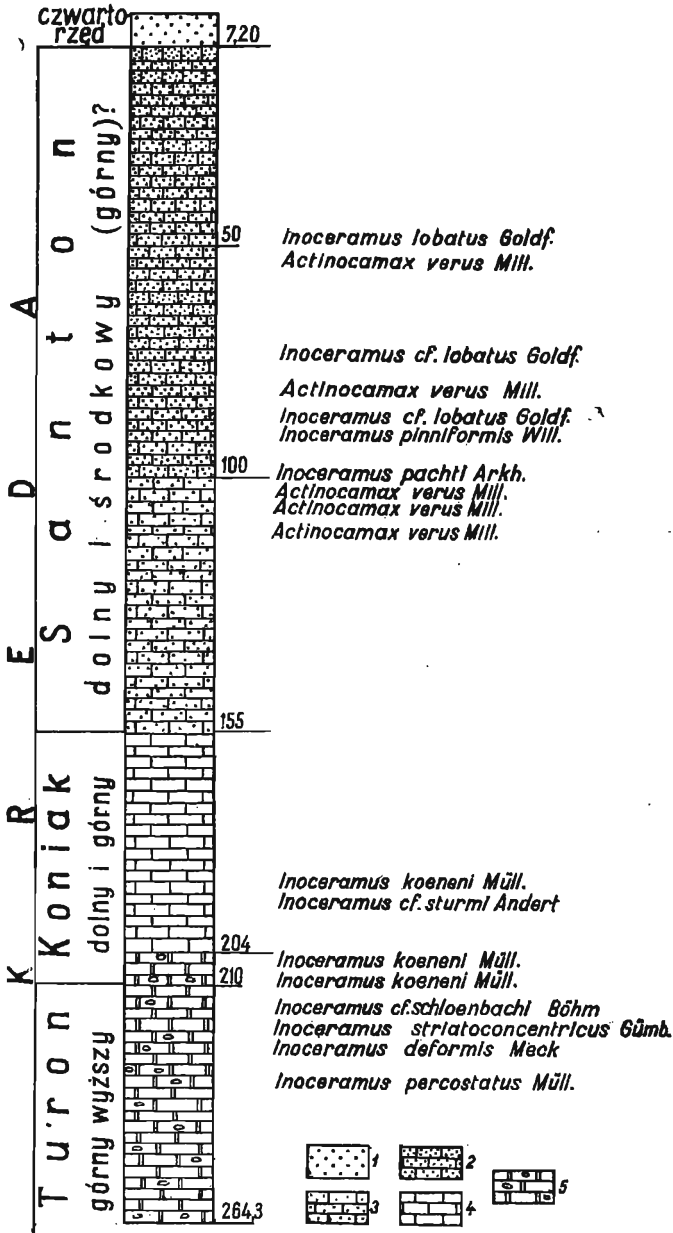 czwarto
rzęd
7,20
KREDA
Santon
dolny i środkowy (górny)?
50
Inoceramus lobatus Goldf.
Actinocamax verus Mill.
Inoceramus cf. lobatus Goldf.
Actinocamax verus Mill.
Inoceramus cf. lobatus Goldf.
Inoceramus pinniformis Will.
100
Inoceramus pachti Arkh.
Actinocamax verus Mill.
Actinocamax verus Mill.
Actinocamax verus Mill.
155
Koniak
dolny i górny
Inoceramus koeneni Müll.
Inoceramus cf. sturmi Andert
204
Inoceramus koeneni Müll.
210
Inoceramus koeneni Müll.
Turon
górny wyższy
Inoceramus cf. schloenbachi Böhm
Inoceramus striatoconcentricus Gümb.
Inoceramus deformis Meck
Inoceramus percostatus Müll.
264,3
1
2
3
4
5